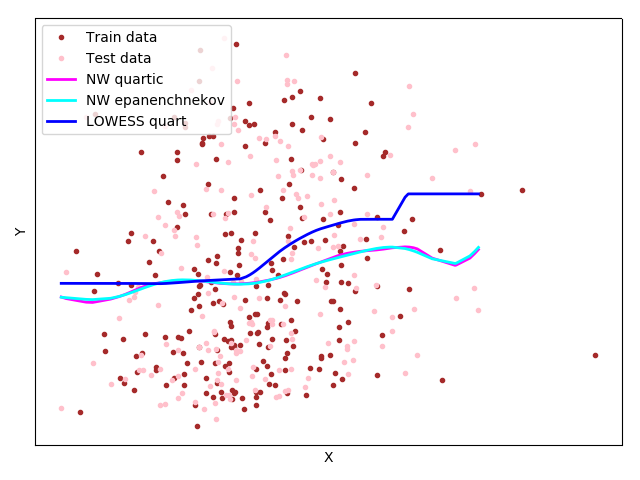 Train data
Test data
NW quartic
NW epanenchnekov
LOWESS quart
Y
X